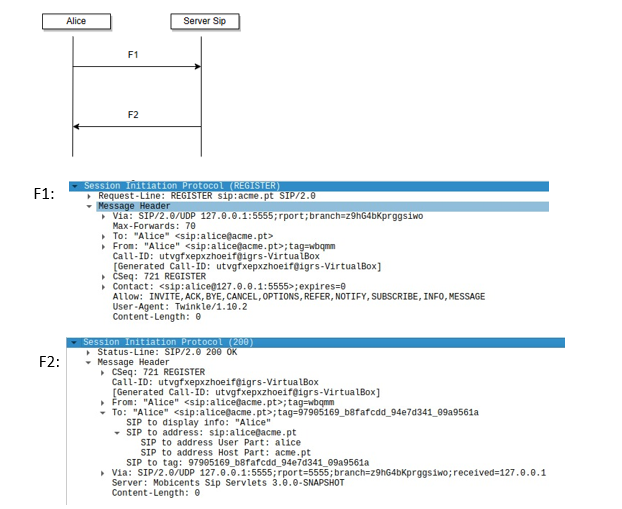 Alice
Server Sip
F1
F2
F1:
Session Initiation Protocol (REGISTER)
Request-Line: REGISTER sip:acme.pt SIP/2.0
Message Header
Via: SIP/2.0/UDP 127.0.0.1:5555;rport;branch=z9hG4bKprggsiwo
Max-Forwards: 70
To: "Alice" <sip:alice@acme.pt>
From: "Alice" <sip:alice@acme.pt>;tag=wbqmm
Call-ID: utvgfxepxzhoeif@igrs-VirtualBox
[Generated Call-ID: utvgfxepxzhoeif@igrs-VirtualBox]
CSeq: 721 REGISTER
Contact: <sip:alice@127.0.0.1:5555>;expires=0
Allow: INVITE,ACK,BYE,CANCEL,OPTIONS,REFER,NOTIFY,SUBSCRIBE,INFO,MESSAGE
User-Agent: Twinkle/1.10.2
Content-Length: 0
F2:
Session Initiation Protocol (200)
Status-Line: SIP/2.0 200 OK
Message Header
CSeq: 721 REGISTER
Call-ID: utvgfxepxzhoeif@igrs-VirtualBox
[Generated Call-ID: utvgfxepxzhoeif@igrs-VirtualBox]
From: "Alice" <sip:alice@acme.pt>;tag=wbqmm
To: "Alice" <sip:alice@acme.pt>;tag=97905169_b8fafcdd_94e7d341_09a9561a
SIP to display info: "Alice"
SIP to address: sip:alice@acme.pt
SIP to address User Part: alice
SIP to address Host Part: acme.pt
SIP to tag: 97905169_b8fafcdd_94e7d341_09a9561a
Via: SIP/2.0/UDP 127.0.0.1:5555;rport=5555;branch=z9hG4bKprggsiwo;received=127.0.0.1
Server: Mobicents Sip Servlets 3.0.0-SNAPSHOT
Content-Length: 0